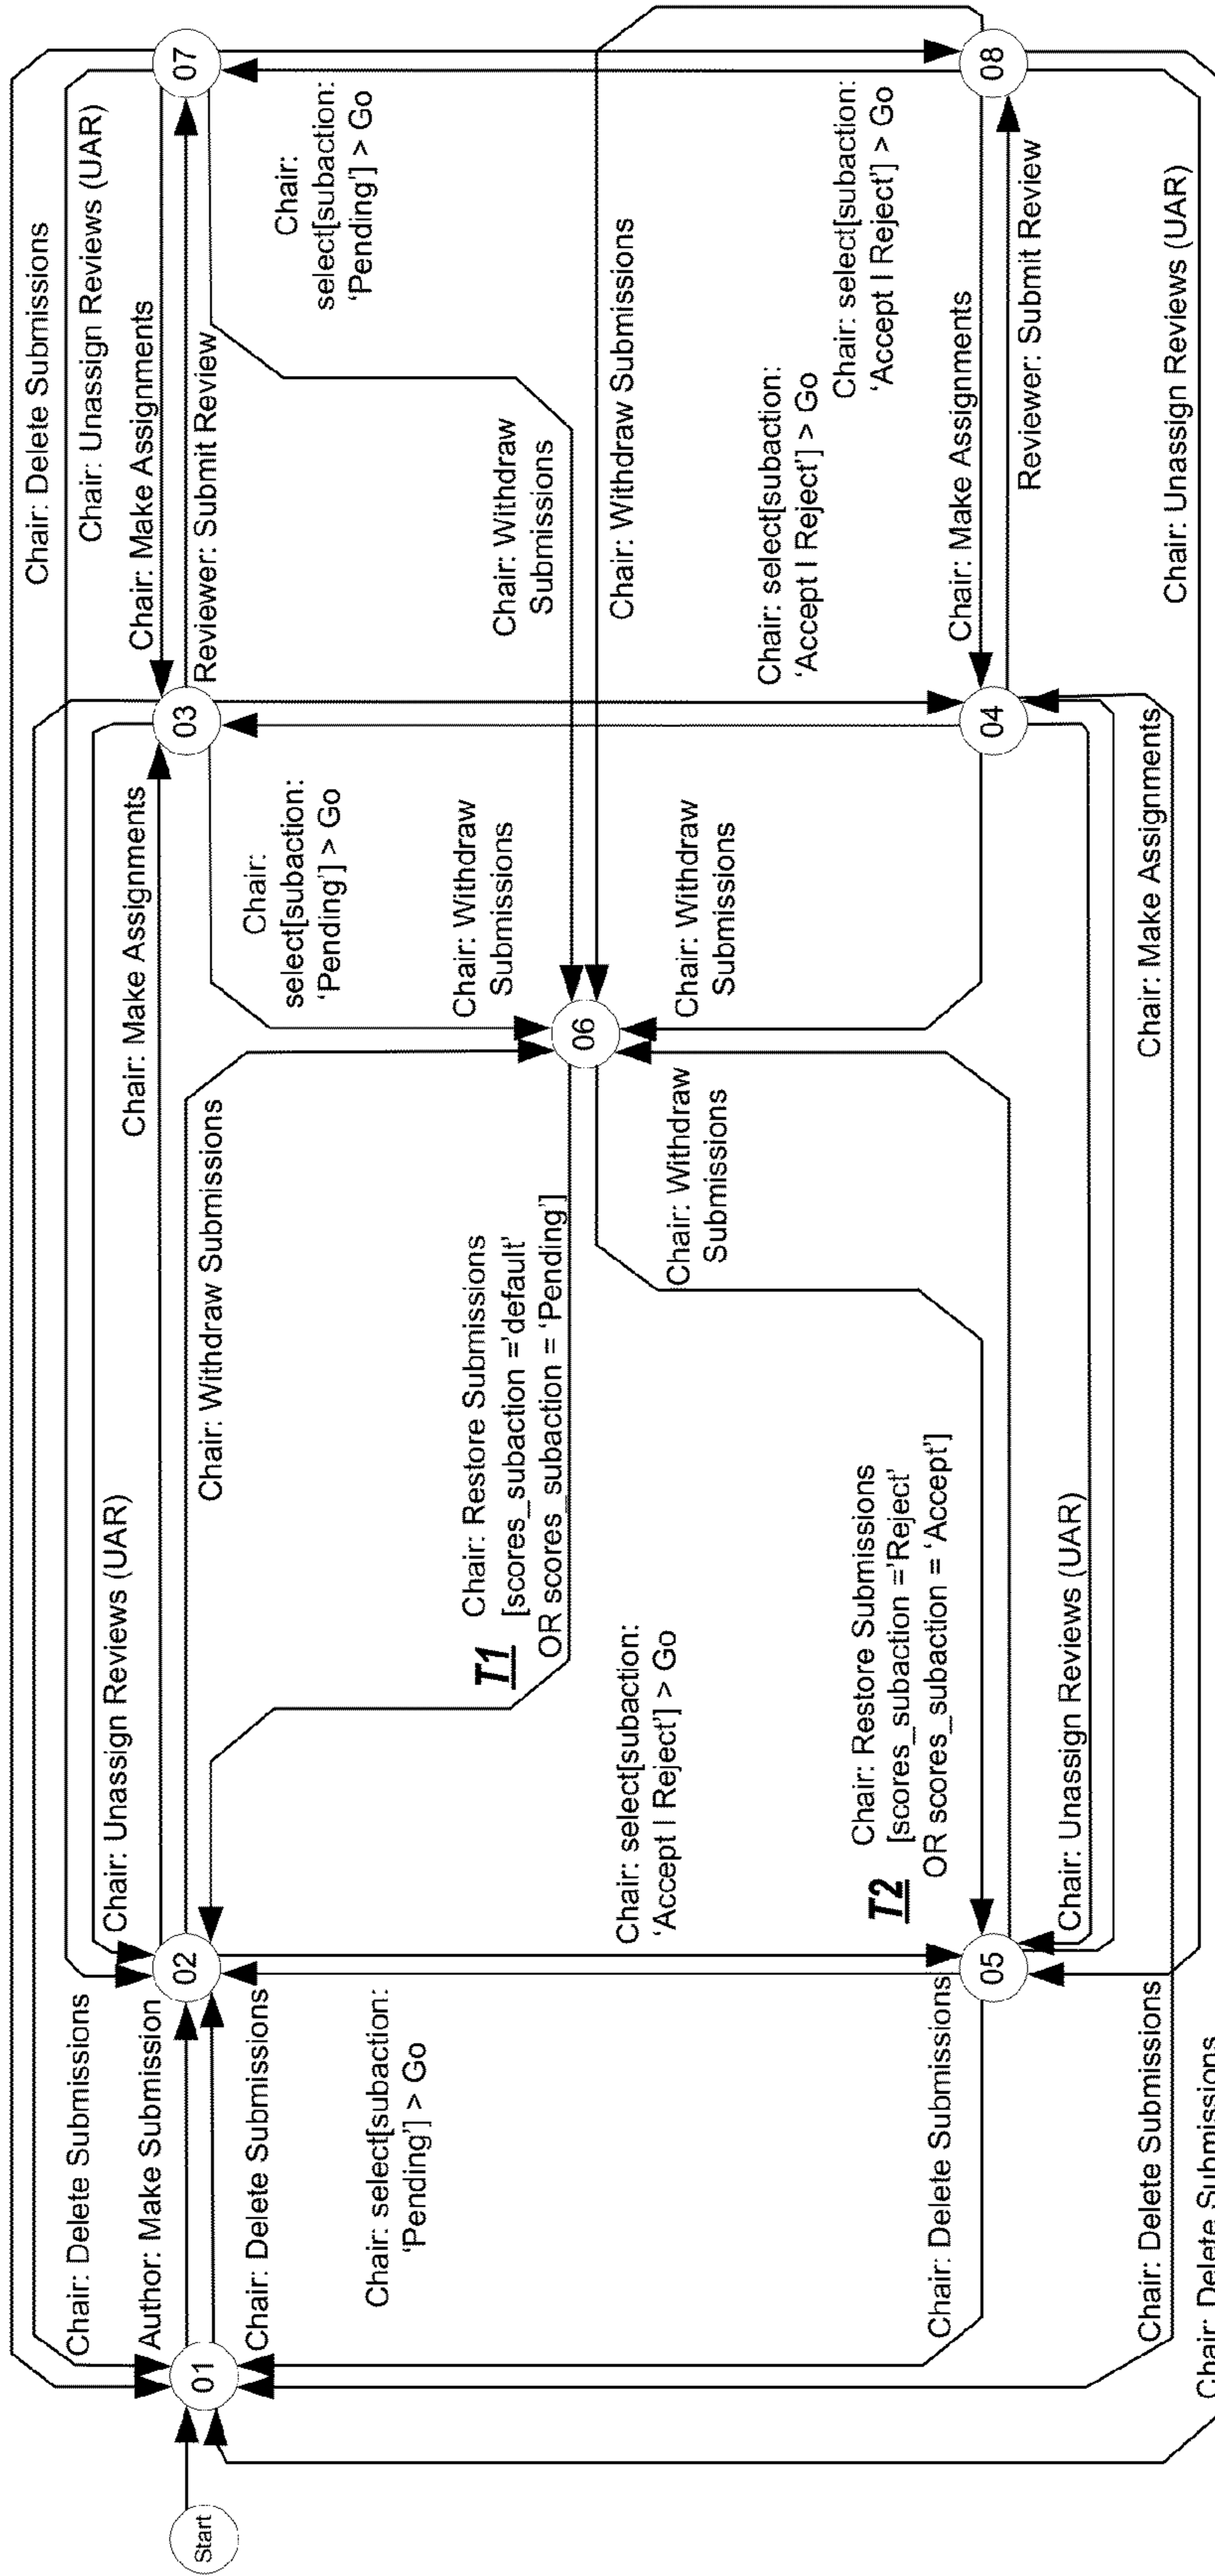 Chair: Delete Submissions
Chair: Unassign Reviews (UAR)
Chair: Make Assignments
Reviewer: Submit Review
07
Chair:
select[subaction:
'Pending'] > Go
Chair: Withdraw
Submissions
Chair: Withdraw Submissions
Chair: select[subaction:
'Accept I Reject'] > Go
Chair: select[subaction:
'Accept I Reject'] > Go
Chair: Make Assignments
Reviewer: Submit Review
08
Chair: Unassign Reviews (UAR)
03
Chair: Make Assignments
Chair:
select[subaction:
'Pending'] > Go
Chair: Withdraw
Submissions
06
Chair: Withdraw
Submissions
04
Chair: Make Assignments
Chair: Unassign Reviews (UAR)
Chair: Withdraw Submissions
T1
Chair: Restore Submissions
[scores_subaction ='default'
OR scores_subaction = 'Pending']
Chair: Withdraw
Submissions
Chair: select[subaction:
'Accept I Reject'] > Go
T2
Chair: Restore Submissions
[scores_subaction ='Reject'
OR scores_subaction = 'Accept']
Chair: Unassign Reviews (UAR)
02
05
Chair: Delete Submissions
Author: Make Submission
Chair: Delete Submissions
Chair: select[subaction:
'Pending'] > Go
Chair: Delete Submissions
Chair: Delete Submissions
Chair: Delete Submissions
01
Start